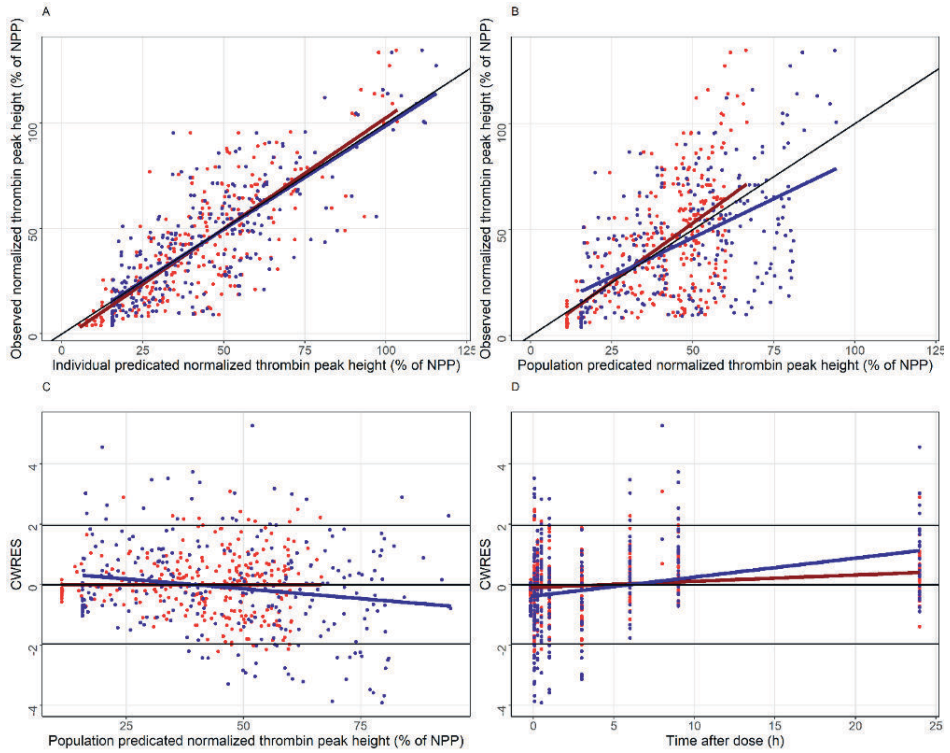 A
Observed normalized thrombin peak height (% of NPP)
100
50
0
0 25 50 75 100 125
Individual predicated normalized thrombin peak height (% of NPP)
B
Observed normalized thrombin peak height (% of NPP)
100
50
0
0 25 50 75 100 125
Population predicated normalized thrombin peak height (% of NPP)
C
CWRES
4
2
0
-2
-4
25 50 75
Population predicated normalized thrombin peak height (% of NPP)
D
CWRES
4
2
0
-2
-4
0 5 10 15 20 25
Time after dose (h)